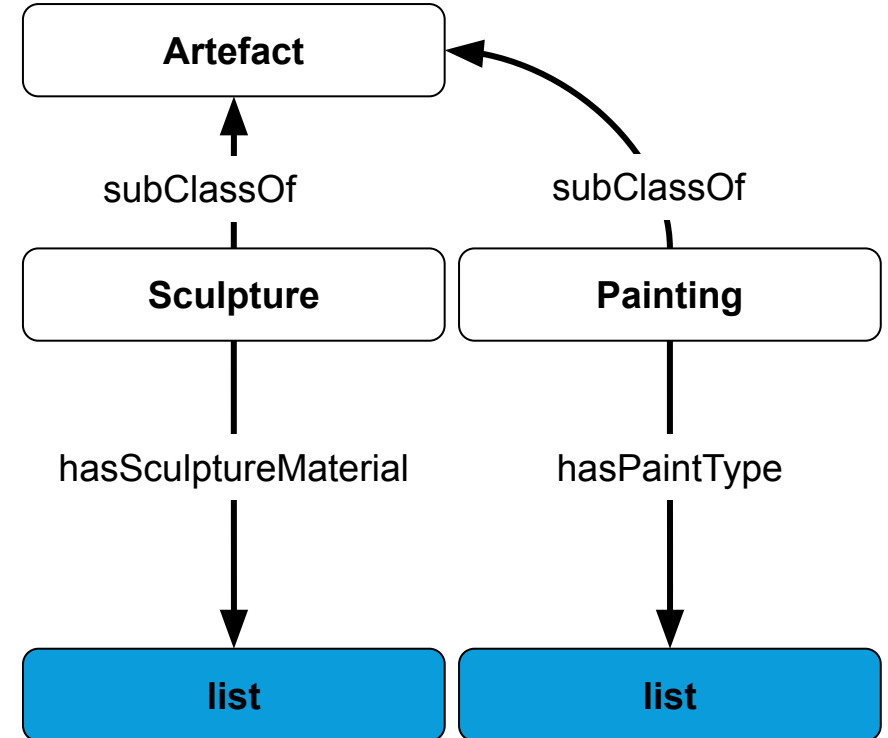 Artefact
subClassOf
subClassOf
Sculpture
Painting
hasSculptureMaterial
hasPaintType
list
list